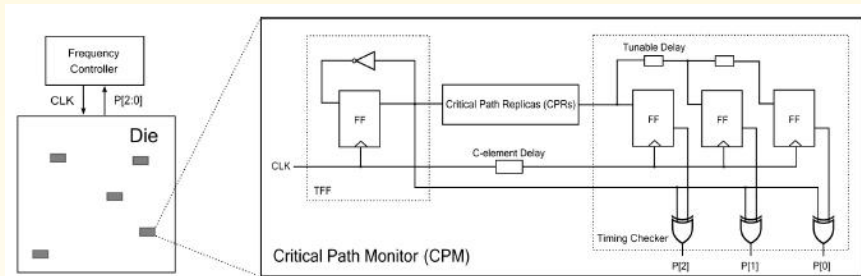 Frequency
Controller
CLK
P[2:0]
Die
FF
TFF
CLK
Critical Path Replicas (CPRs)
C-element Delay
Tunable Delay
FF
FF
FF
Timing Checker
Critical Path Monitor (CPM)
P[2]
P[1]
P[0]